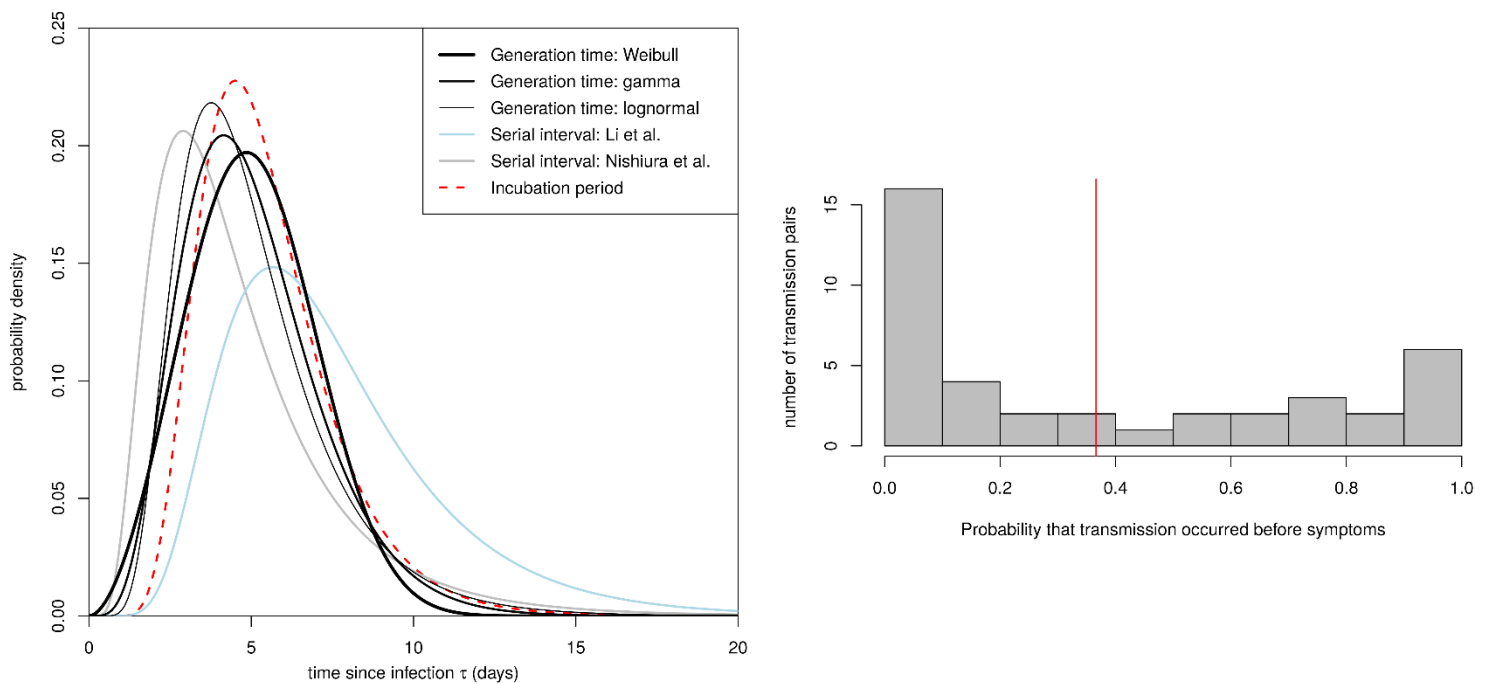 probability density
0.25
0.20
0.15
0.10
0.05
0.00
0 5 10 15 20
time since infection τ (days)
Generation time: Weibull
Generation time: gamma
Generation time: lognormal
Serial interval: Li et al.
Serial interval: Nishiura et al.
Incubation period
number of transmission pairs
15
10
5
0
0.0 0.2 0.4 0.6 0.8 1.0
Probability that transmission occurred before symptoms